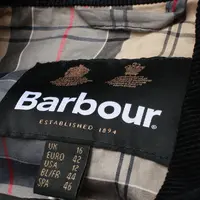 Barbour
ESTABLISHED 1894
UK 16
EURO 42
USA 12
BL/FR 44
SPA 46